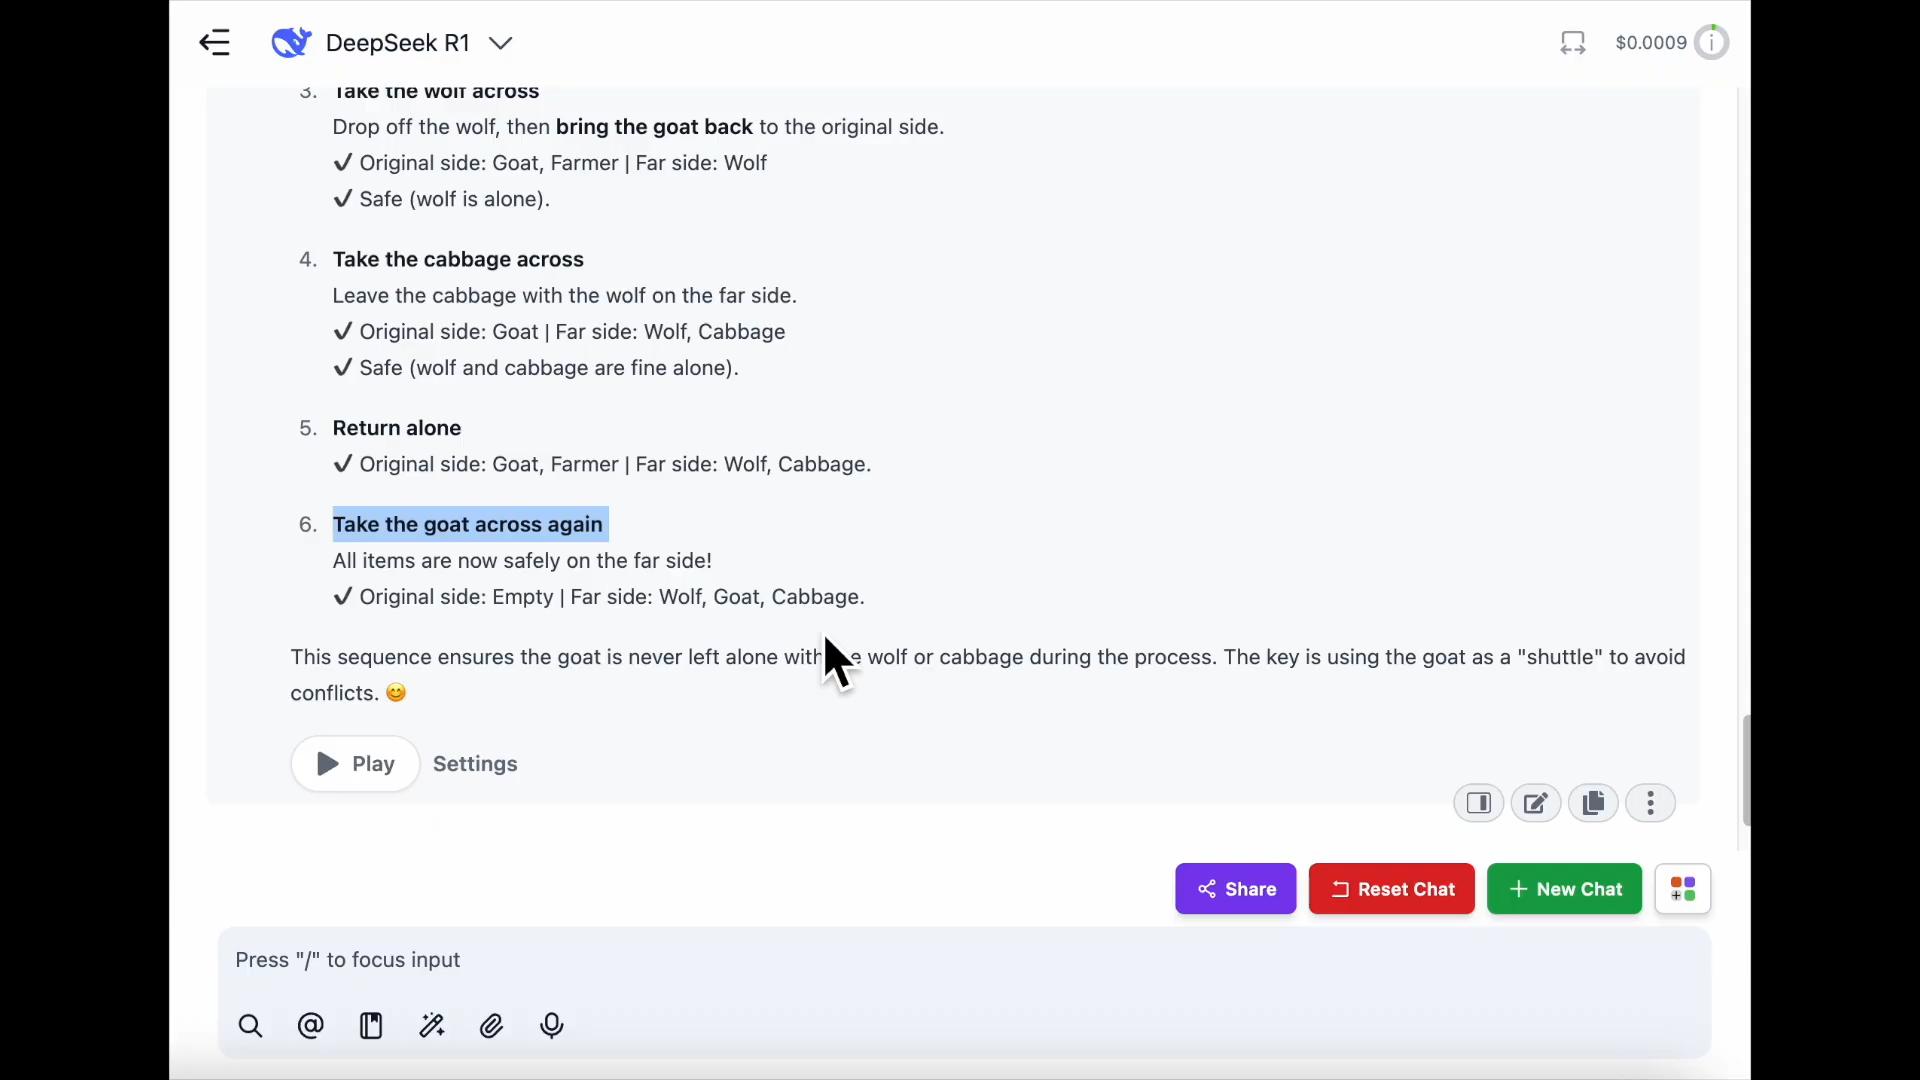 DeepSeek R1
$0.0009
3. Take the wolf across
Drop off the wolf, then bring the goat back to the original side.
✔ Original side: Goat, Farmer | Far side: Wolf
✔ Safe (wolf is alone).
4. Take the cabbage across
Leave the cabbage with the wolf on the far side.
✔ Original side: Goat | Far side: Wolf, Cabbage
✔ Safe (wolf and cabbage are fine alone).
5. Return alone
✔ Original side: Goat, Farmer | Far side: Wolf, Cabbage.
6. Take the goat across again
All items are now safely on the far side!
✔ Original side: Empty | Far side: Wolf, Goat, Cabbage.
This sequence ensures the goat is never left alone with the wolf or cabbage during the process. The key is using the goat as a "shuttle" to avoid
conflicts. 😊
Play Settings
Share Reset Chat New Chat
Press "/" to focus input